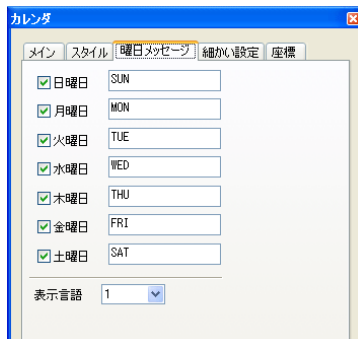 カレンダ
メイン スタイル 曜日メッセージ 細かい設定 座標
日曜日 SUN
月曜日 MON
火曜日 TUE
水曜日 WED
木曜日 THU
金曜日 FRI
土曜日 SAT
表示言語 1